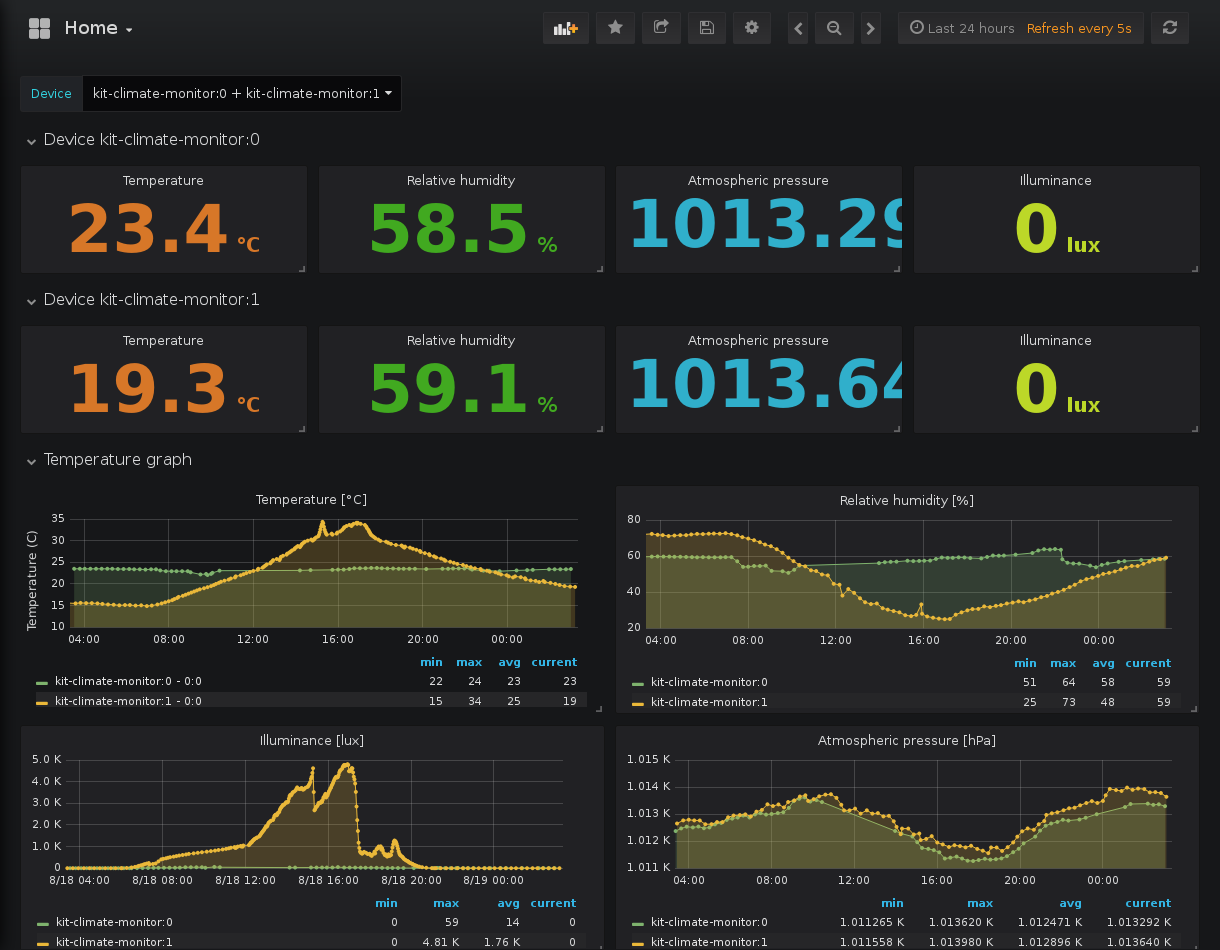 Home
Last 24 hours Refresh every 5s
Device kit-climate-monitor:0 + kit-climate-monitor:1
Device kit-climate-monitor:0
Temperature Relative humidity Atmospheric pressure Illuminance
23.4 °C 58.5 % 1013.29 0 lux
Device kit-climate-monitor:1
Temperature Relative humidity Atmospheric pressure Illuminance
19.3 °C 59.1 % 1013.64 0 lux
Temperature graph
Temperature [°C]
Temperature (C)
35
30
25
20
15
10
04:00 08:00 12:00 16:00 20:00 00:00
min max avg current
kit-climate-monitor:0 - 0:0 22 24 23 23
kit-climate-monitor:1 - 0:0 15 34 25 19
Relative humidity [%]
80
60
40
20
04:00 08:00 12:00 16:00 20:00 00:00
min max avg current
kit-climate-monitor:0 51 64 58 59
kit-climate-monitor:1 25 73 48 59
Illuminance [lux]
5.0 K
4.0 K
3.0 K
2.0 K
1.0 K
0
8/18 04:00 8/18 08:00 8/18 12:00 8/18 16:00 8/18 20:00 8/19 00:00
min max avg current
kit-climate-monitor:0 0 59 14 0
kit-climate-monitor:1 0 4.81 K 1.76 K 0
Atmospheric pressure [hPa]
1.015 K
1.014 K
1.013 K
1.012 K
1.011 K
04:00 08:00 12:00 16:00 20:00 00:00
min max avg current
kit-climate-monitor:0 1.011265 K 1.013620 K 1.012471 K 1.013292 K
kit-climate-monitor:1 1.011558 K 1.013980 K 1.012896 K 1.013640 K